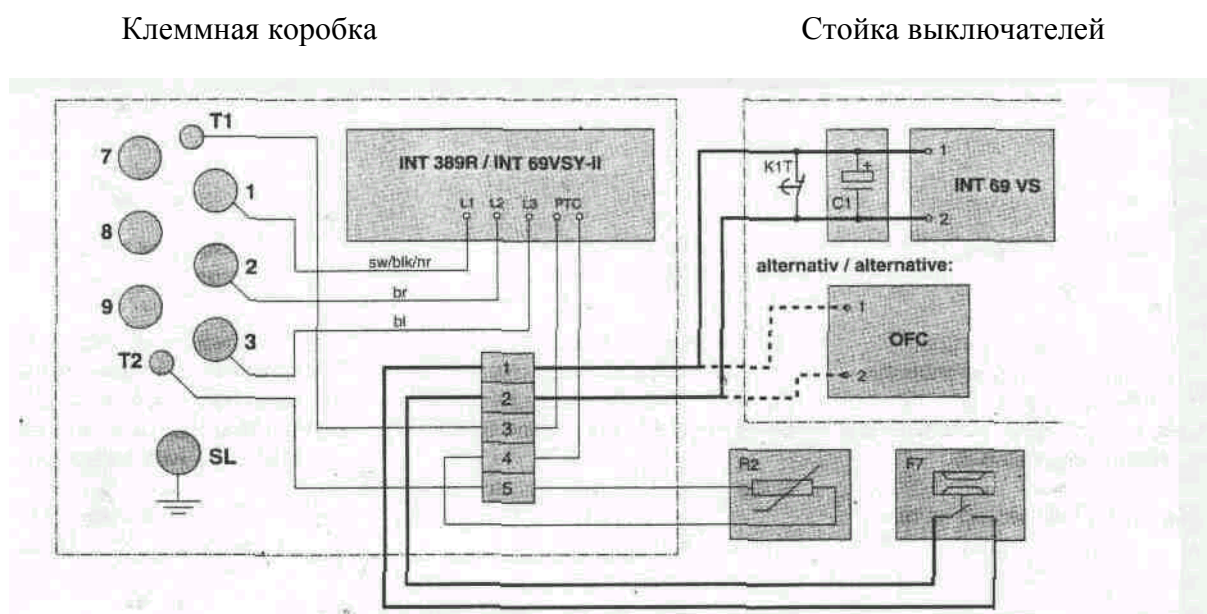 Клеммная коробка
Стойка выключателей
T1
7
1
8
2
9
3
T2
SL
INT 389R / INT 69VSY-II
L1 L2 L3 PTC
sw/blk/nr
br
bl
1
2
3
4
5
K1T
+
C1
1
INT 69 VS
2
alternativ / alternative:
1
OFC
2
R2
F7